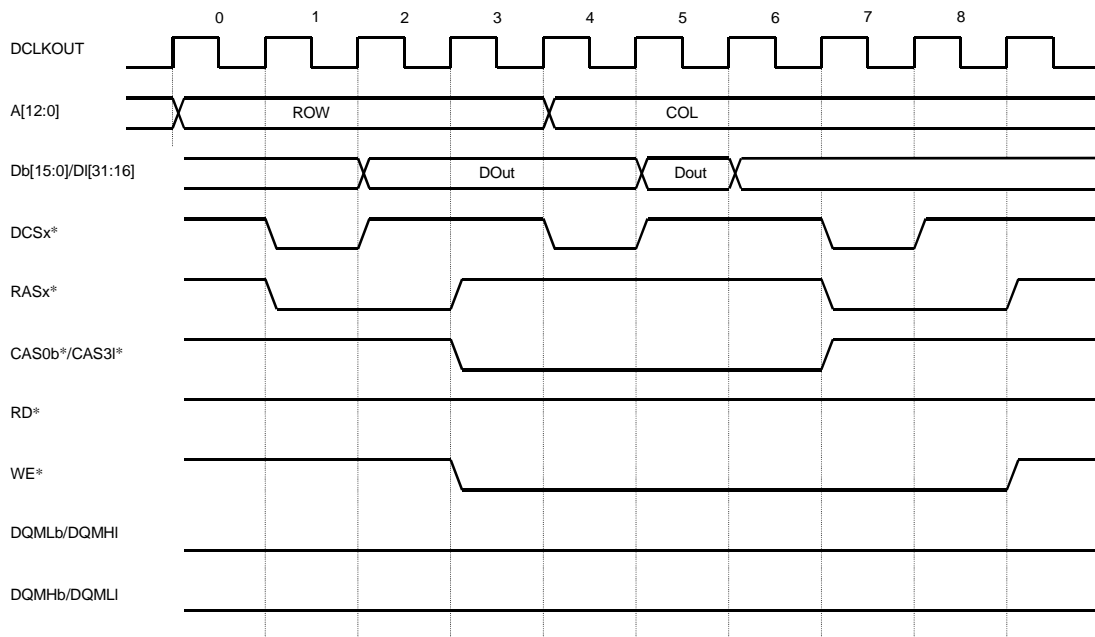 0 1 2 3 4 5 6 7 8
DCLKOUT
A[12:0] ROW COL
Db[15:0]/Dl[31:16] DOut Dout
DCSx*
RASx*
CAS0b*/CAS3l*
RD*
WE*
DQMLb/DQMHl
DQMHb/DQMLl